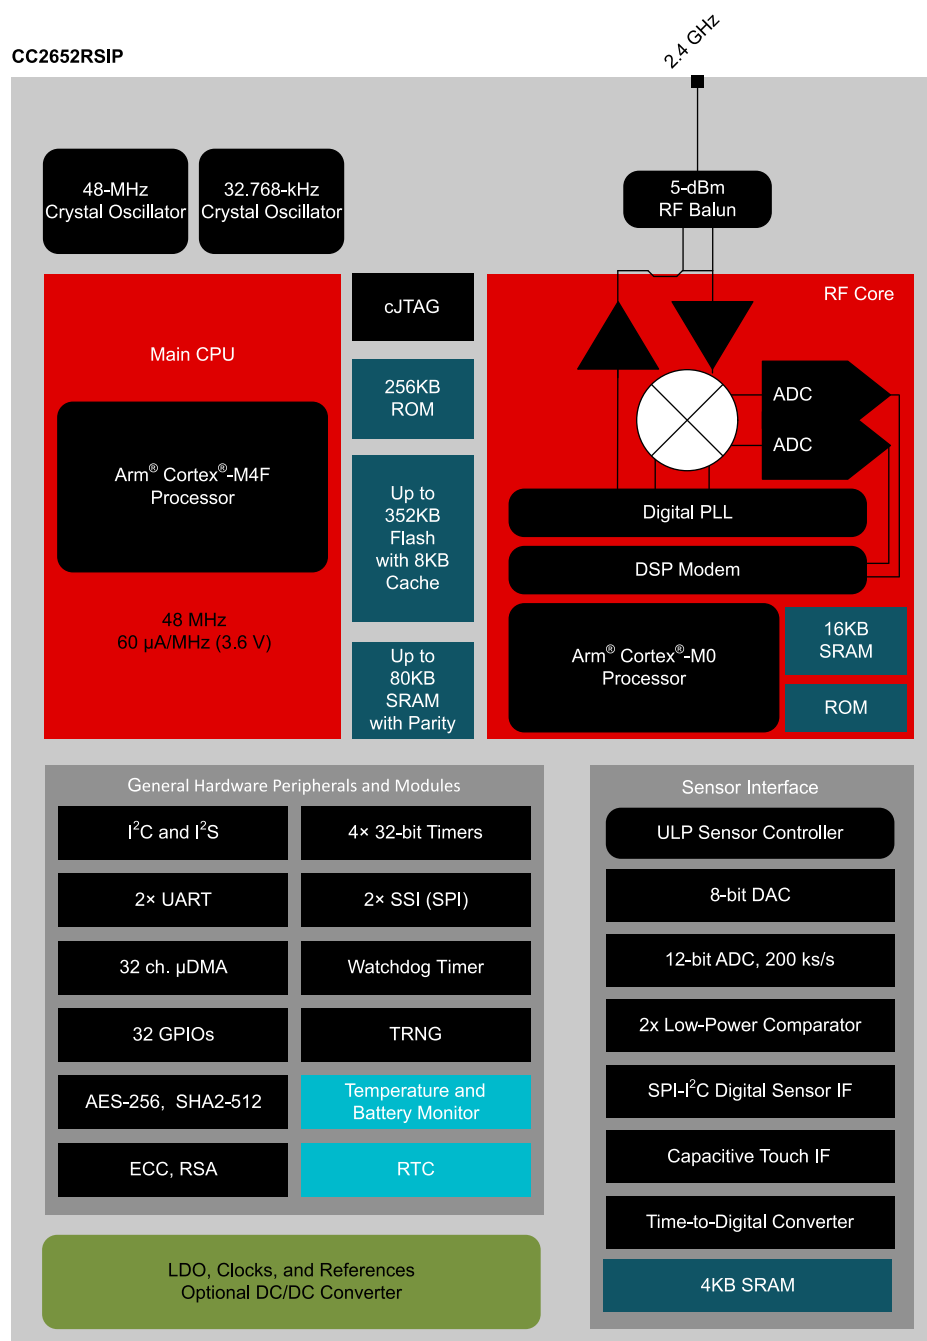 2.4 GHz
CC2652RSIP
48-MHz
Crystal Oscillator
32.768-kHz
Crystal Oscillator
5-dBm
RF Balun
Main CPU
Arm® Cortex®-M4F
Processor
48 MHz
60 µA/MHz (3.6 V)
cJTAG
256KB
ROM
Up to
352KB
Flash
with 8KB
Cache
Up to
80KB
SRAM
with Parity
RF Core
ADC
ADC
Digital PLL
DSP Modem
Arm® Cortex®-M0
Processor
16KB
SRAM
ROM
General Hardware Peripherals and Modules
I²C and I²S
4× 32-bit Timers
2× UART
2× SSI (SPI)
32 ch. µDMA
Watchdog Timer
32 GPIOs
TRNG
AES-256, SHA2-512
Temperature and
Battery Monitor
ECC, RSA
RTC
LDO, Clocks, and References
Optional DC/DC Converter
Sensor Interface
ULP Sensor Controller
8-bit DAC
12-bit ADC, 200 ks/s
2x Low-Power Comparator
SPI-I²C Digital Sensor IF
Capacitive Touch IF
Time-to-Digital Converter
4KB SRAM